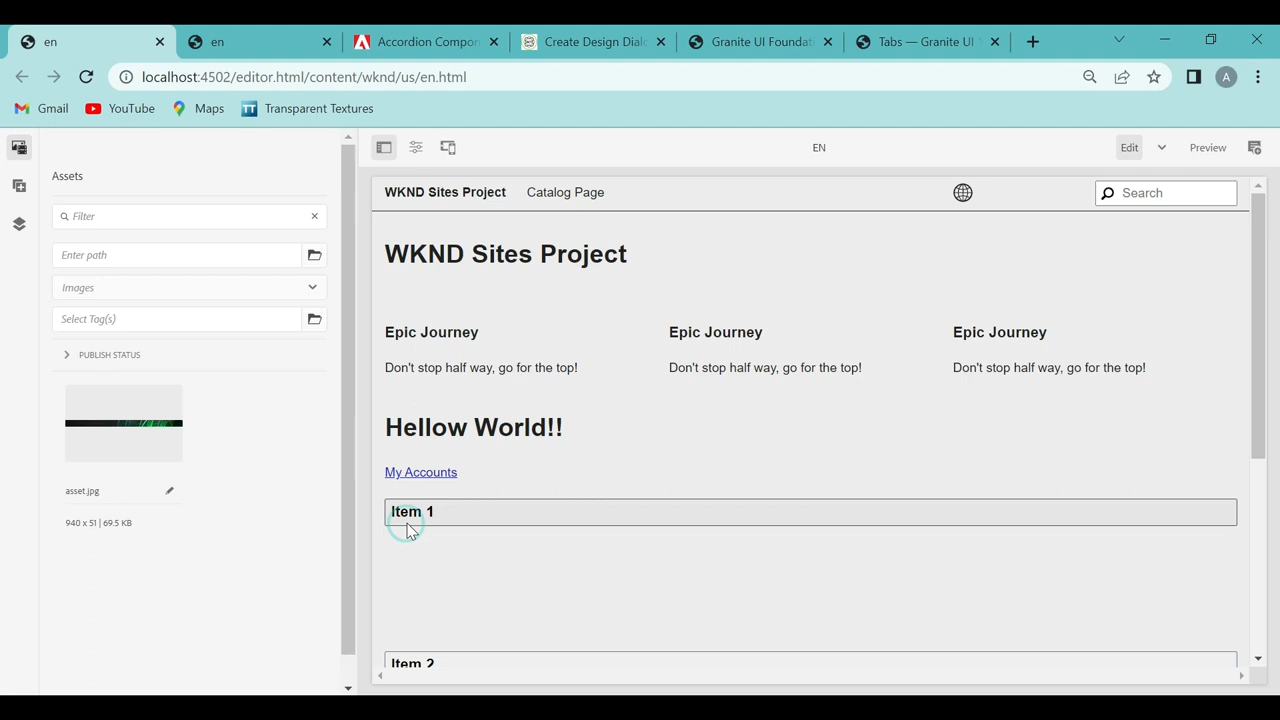 en
en
Accordion Compon
Create Design Dial
Granite UI Foundati
Tabs — Granite UI
localhost:4502/editor.html/content/wknd/us/en.html
A
Gmail
YouTube
Maps
TT
Transparent Textures
Assets
Filter
Enter path
Images
Select Tag(s)
PUBLISH STATUS
asset.jpg
940 x 51 | 69.5 KB
EN
Edit
Preview
WKND Sites Project
Catalog Page
Search
WKND Sites Project
Epic Journey
Epic Journey
Epic Journey
Don't stop half way, go for the top!
Don't stop half way, go for the top!
Don't stop half way, go for the top!
Hellow World!!
My Accounts
Item 1
Item 2